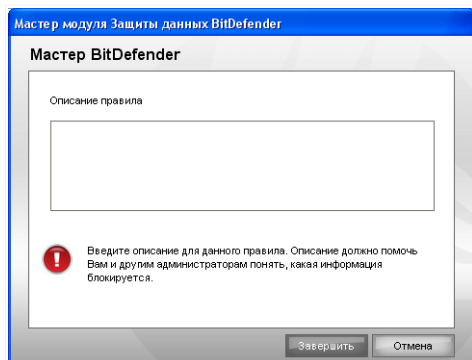 Мастер модуля Защиты данных BitDefender
Мастер BitDefender
Описание правила
Введите описание для данного правила. Описание должно помочь
Вам и другим администраторам понять, какая информация
блокируется.
Завершить Отмена